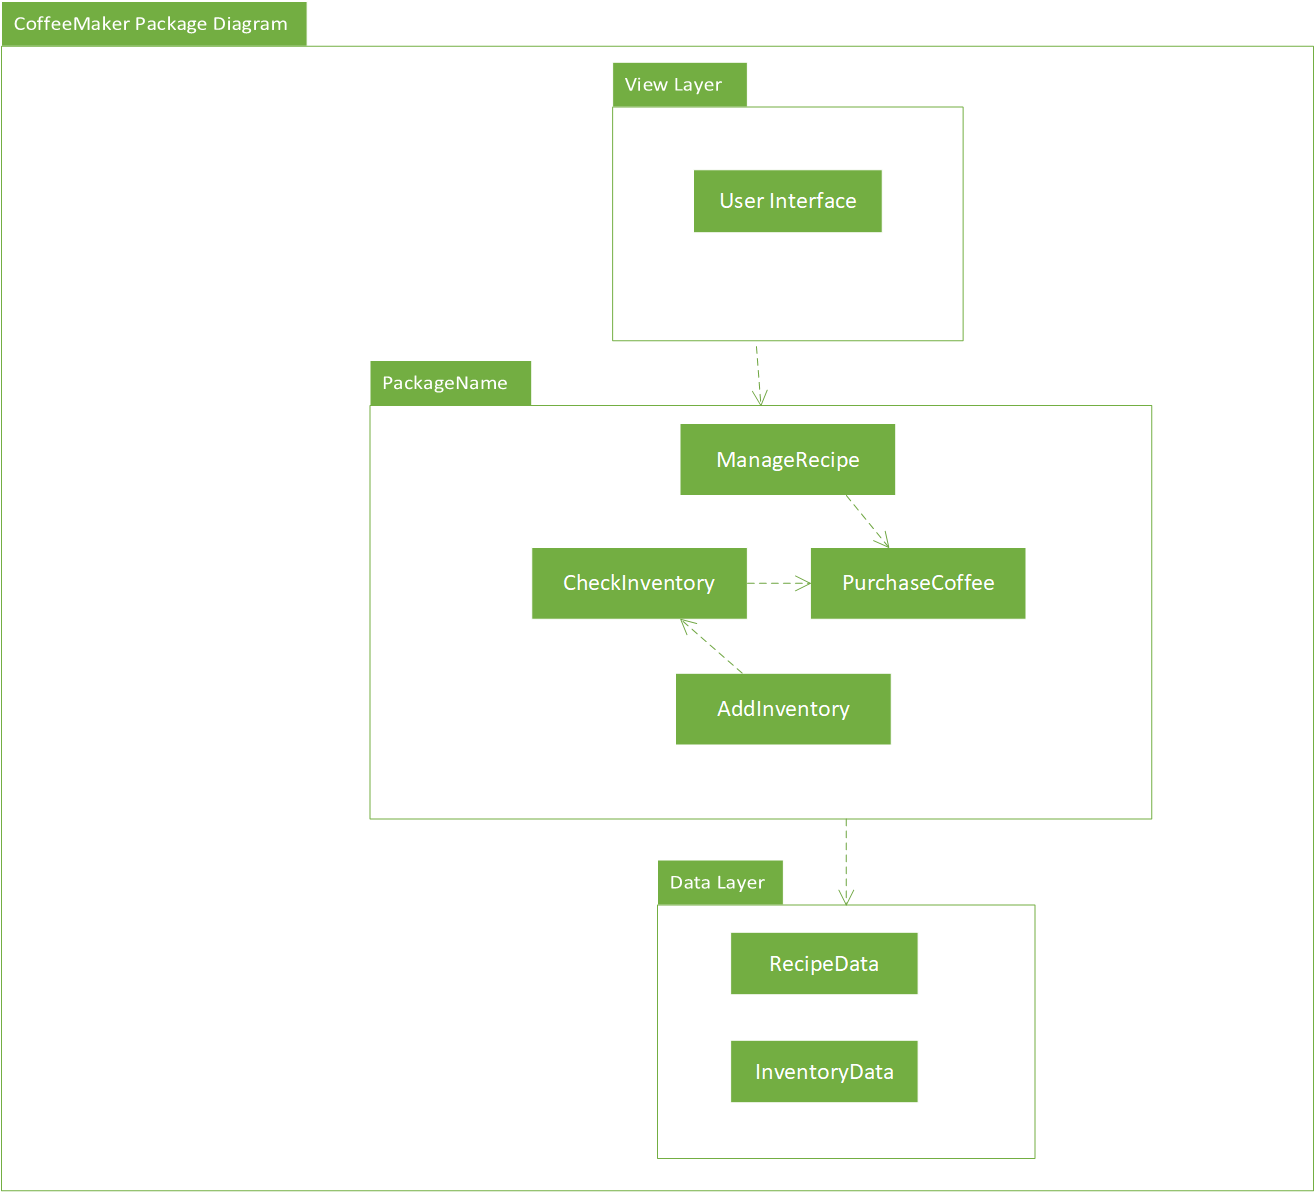 CoffeeMaker Package Diagram
View Layer
User Interface
PackageName
ManageRecipe
CheckInventory
PurchaseCoffee
AddInventory
Data Layer
RecipeData
InventoryData